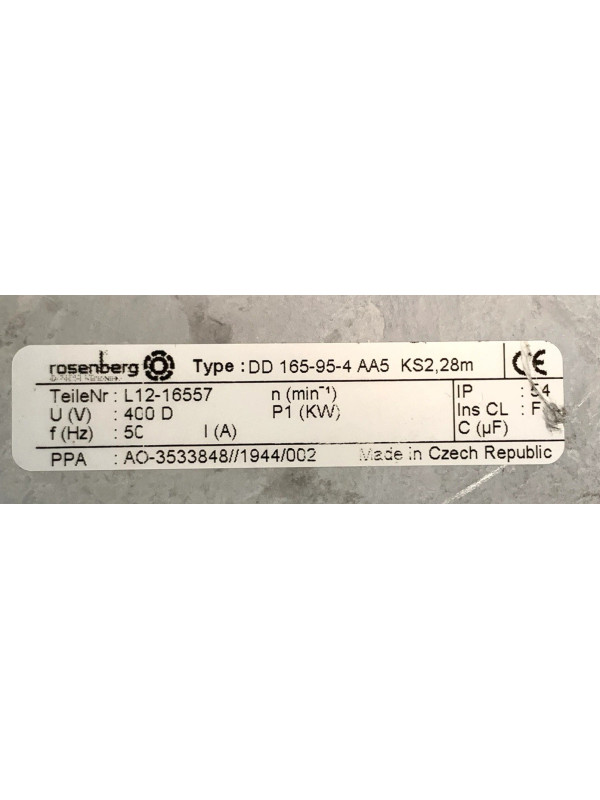 rosenberg Type : DD 165-95-4 AA5 KS2,28m CE
TeileNr : L12-16557 n (min⁻¹) IP : 54
U (V) : 400 D P1 (KW) Ins CL : F
f (Hz) : 50 I (A) C (µF)
PPA : AO-3533848//1944/002 Made in Czech Republic